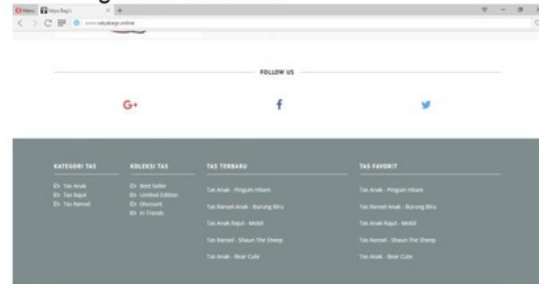 Menu
Valya Bags
www.valyabags.online
FOLLOW US
G+
f
KATEGORI TAS
Tas Anak
Tas Rajut
Tas Ransel
KOLEKSI TAS
Best Seller
Limited Edition
Discount
In Trends
TAS TERBARU
Tas Anak - Pinguin Hitam
Tas Ransel Anak - Burung Biru
Tas Anak Rajut - Mobil
Tas Ransel - Shaun The Sheep
Tas Anak - Bear Cute
TAS FAVORIT
Tas Anak - Pinguin Hitam
Tas Ransel Anak - Burung Biru
Tas Anak Rajut - Mobil
Tas Ransel - Shaun The Sheep
Tas Anak - Bear Cute